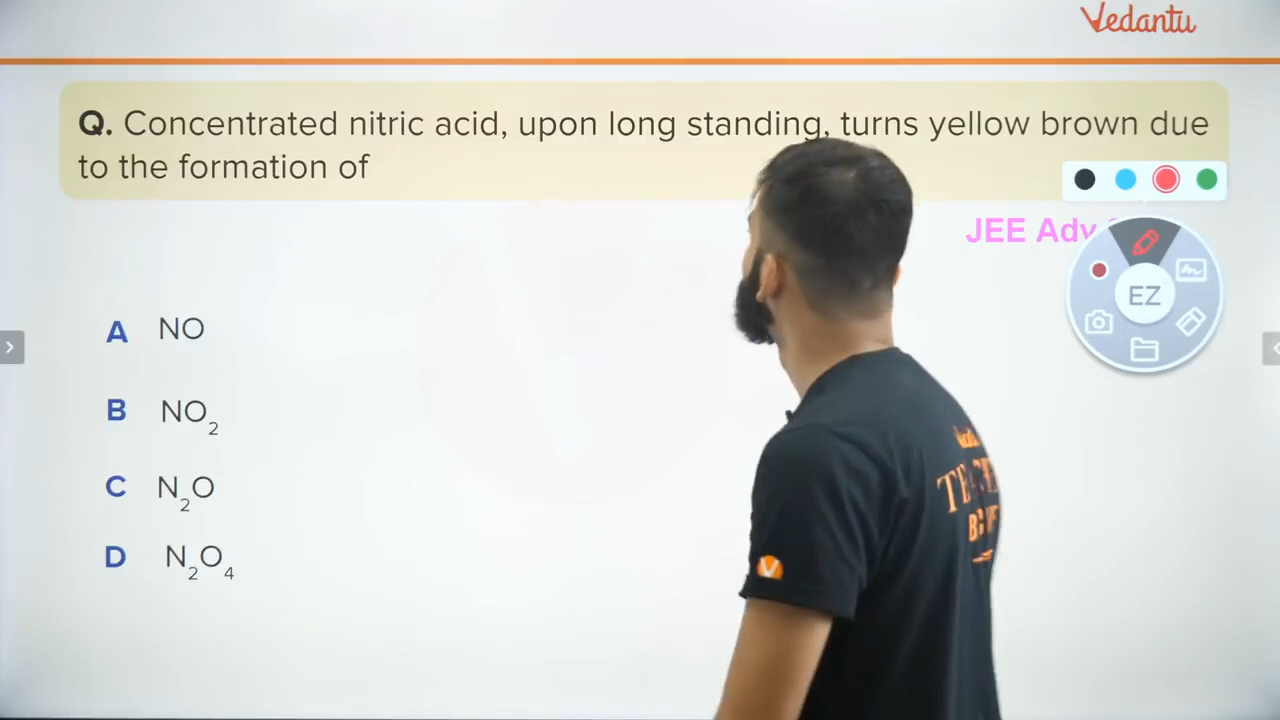 Vedantu
Q. Concentrated nitric acid, upon long standing, turns yellow brown due
to the formation of
JEE Adv
EZ
A NO
B NO₂
C N₂O
D N₂O₄
V